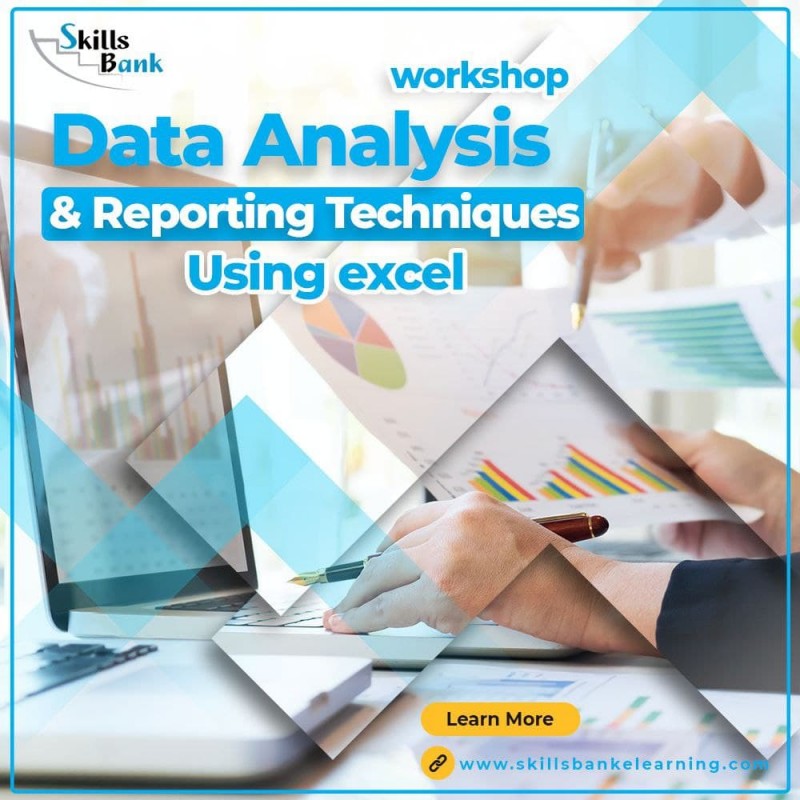 Skills
Bank
workshop
Data Analysis
& Reporting Techniques
Using excel
Learn More
www.skillsbankelearning.com